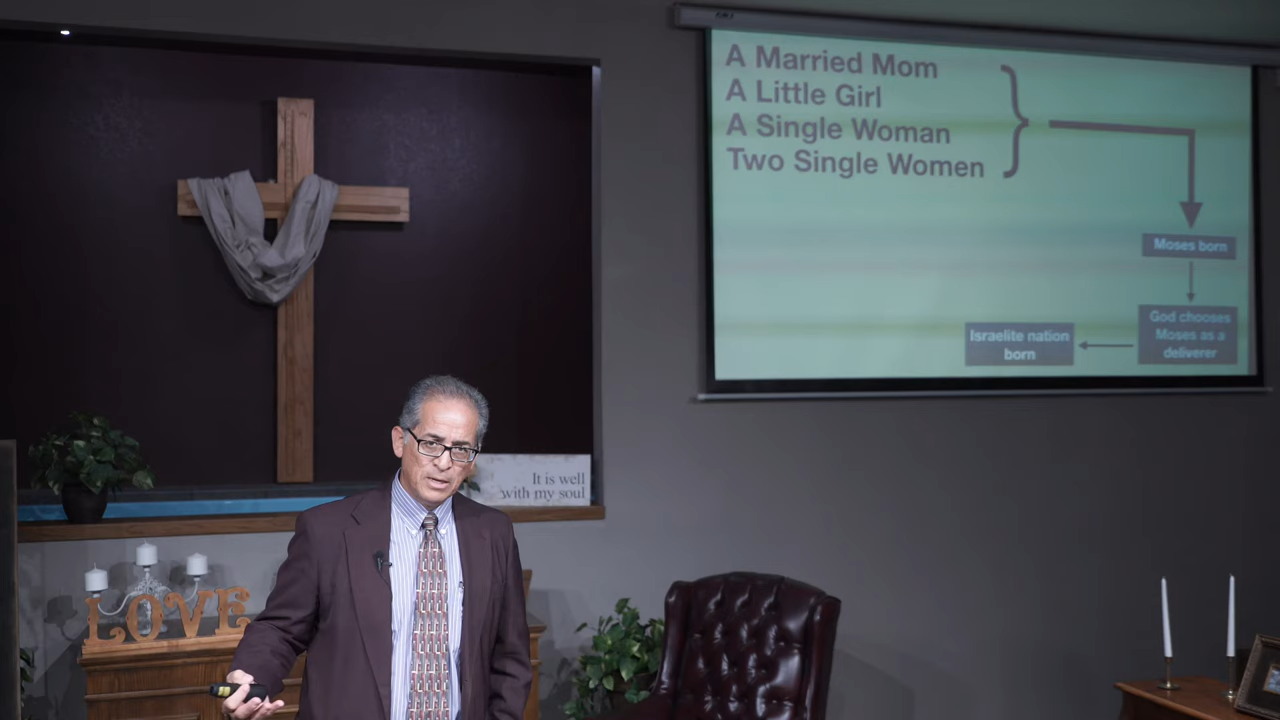 A Married Mom
A Little Girl
A Single Woman
Two Single Women
Moses born
God chooses
Moses as a
deliverer
Israelite nation
born
It is well
with my soul
LOVE